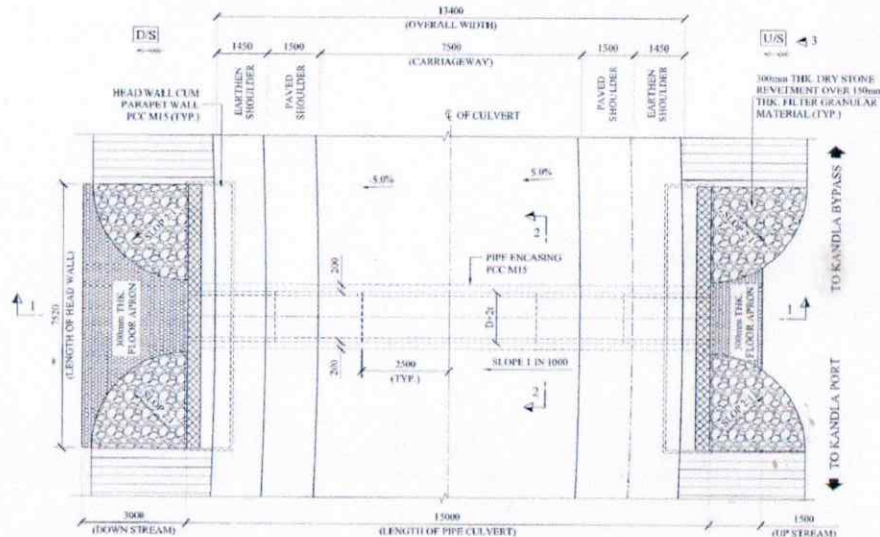 13400
(OVERALL WIDTH)
D/S
U/S
3
1450
1500
7500
1500
1450
(CARRIAGEWAY)
HEAD WALL CUM
PARAPET WALL
PCC M15 (TYP.)
EARTHEN
SHOULDER
PAVED
SHOULDER
℄ OF CULVERT
PAVED
SHOULDER
EARTHEN
SHOULDER
300mm THK. DRY STONE
REVETMENT OVER 150mm
THK. FILTER GRANULAR
MATERIAL (TYP.)
5.0%
5.0%
2
TO KANDLA BYPASS
PIPE ENCASING
PCC M15
200
D+2t
1
1
7520
(LENGTH OF HEAD WALL)
300mm THK.
FLOOR APRON
300mm THK.
FLOOR APRON
2500
(TYP.)
SLOPE 1 IN 1000
200
2
TO KANDLA PORT
3000
(DOWN STREAM)
15000
(LENGTH OF PIPE CULVERT)
1500
(UP STREAM)